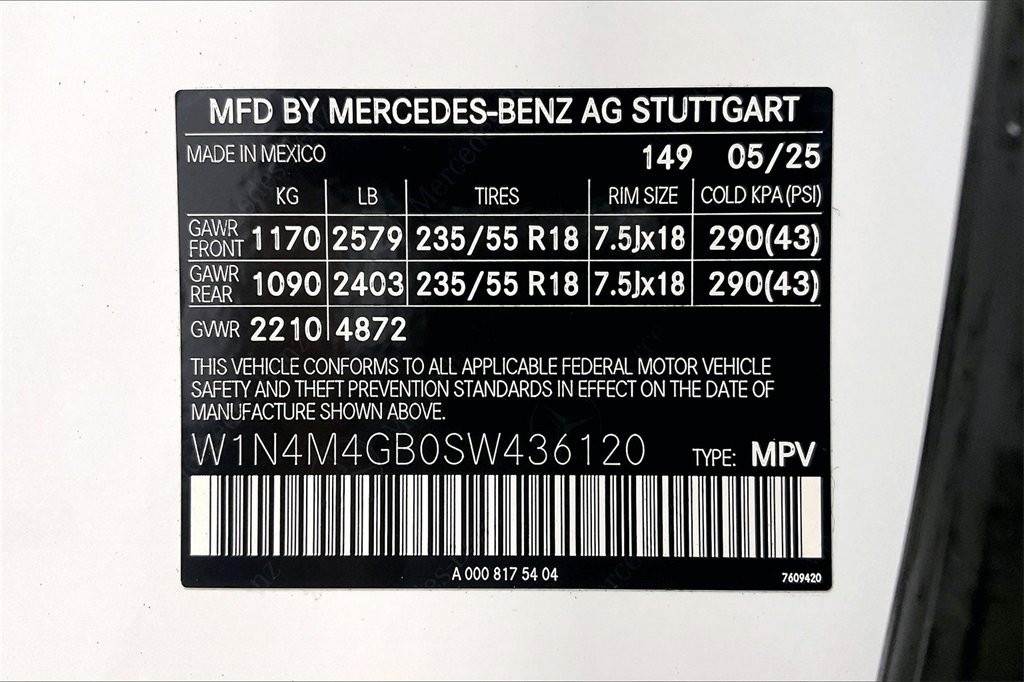 MFD BY MERCEDES-BENZ AG STUTTGART
MADE IN MEXICO 149 05/25
KG LB TIRES RIM SIZE COLD KPA(PSI)
GAWR FRONT 1170 2579 235/55 R18 7.5Jx18 290(43)
GAWR REAR 1090 2403 235/55 R18 7.5Jx18 290(43)
GVWR 2210 4872
THIS VEHICLE CONFORMS TO ALL APPLICABLE FEDERAL MOTOR VEHICLE
SAFETY AND THEFT PREVENTION STANDARDS IN EFFECT ON THE DATE OF
MANUFACTURE SHOWN ABOVE.
W1N4M4GB0SW436120 TYPE: MPV
A 000 817 54 04
7609420